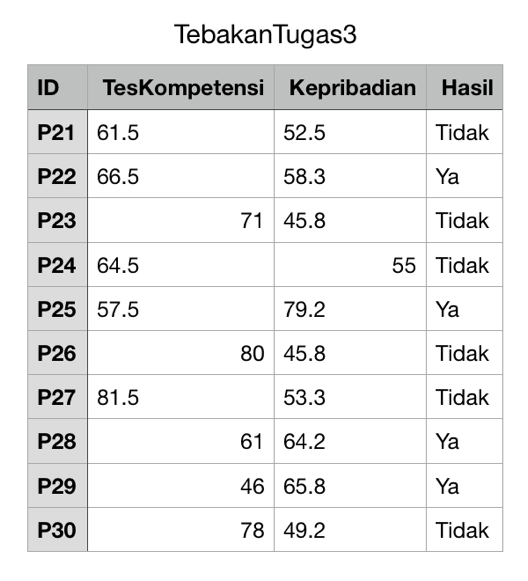 TebakanTugas3
ID TesKompetensi Kepribadian Hasil
P21 61.5 52.5 Tidak
P22 66.5 58.3 Ya
P23 71 45.8 Tidak
P24 64.5 55 Tidak
P25 57.5 79.2 Ya
P26 80 45.8 Tidak
P27 81.5 53.3 Tidak
P28 61 64.2 Ya
P29 46 65.8 Ya
P30 78 49.2 Tidak